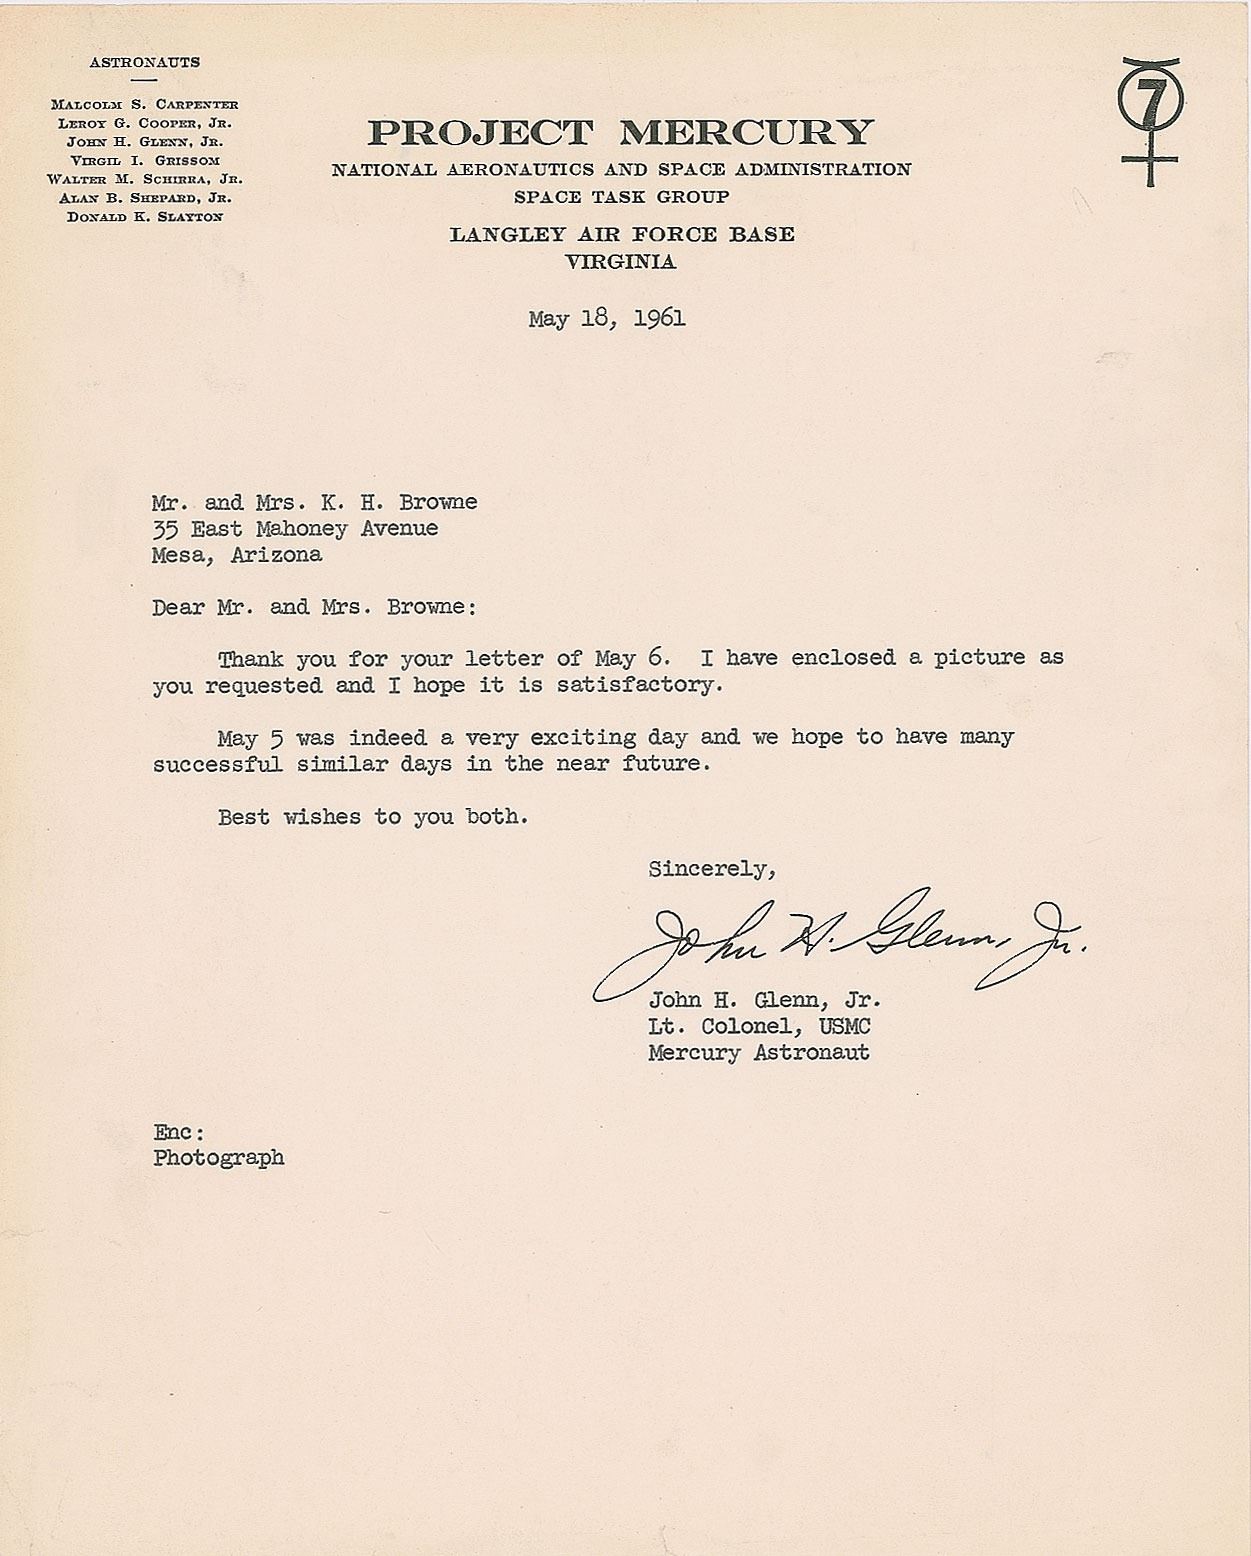 ASTRONAUTS
MALCOLM S. CARPENTER
LEROY G. COOPER, JR.
JOHN H. GLENN, JR.
VIRGIL I. GRISSOM
WALTER M. SCHIRRA, JR.
ALAN B. SHEPARD, JR.
DONALD K. SLAYTON
7
PROJECT MERCURY
NATIONAL AERONAUTICS AND SPACE ADMINISTRATION
SPACE TASK GROUP
LANGLEY AIR FORCE BASE
VIRGINIA
May 18, 1961
Mr. and Mrs. K. H. Browne
35 East Mahoney Avenue
Mesa, Arizona
Dear Mr. and Mrs. Browne:
Thank you for your letter of May 6. I have enclosed a picture as
you requested and I hope it is satisfactory.
May 5 was indeed a very exciting day and we hope to have many
successful similar days in the near future.
Best wishes to you both.
Sincerely,
John H. Glenn, Jr.
John H. Glenn, Jr.
Lt. Colonel, USMC
Mercury Astronaut
Enc:
Photograph